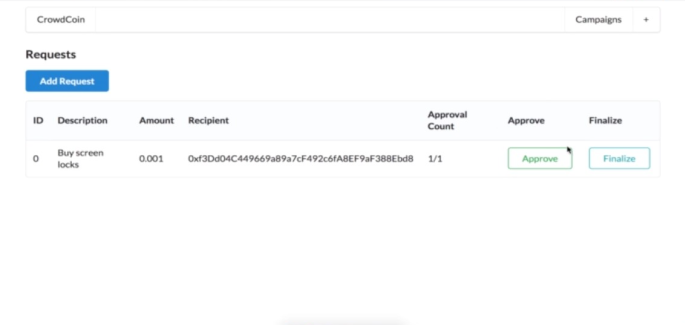 CrowdCoin Campaigns +
Requests
Add Request
ID Description Amount Recipient Approval Count Approve Finalize
0 Buy screen locks 0.001 0xf3Dd04C449669a89a7cF492c6fA8EF9aF388Ebd8 1/1 Approve Finalize